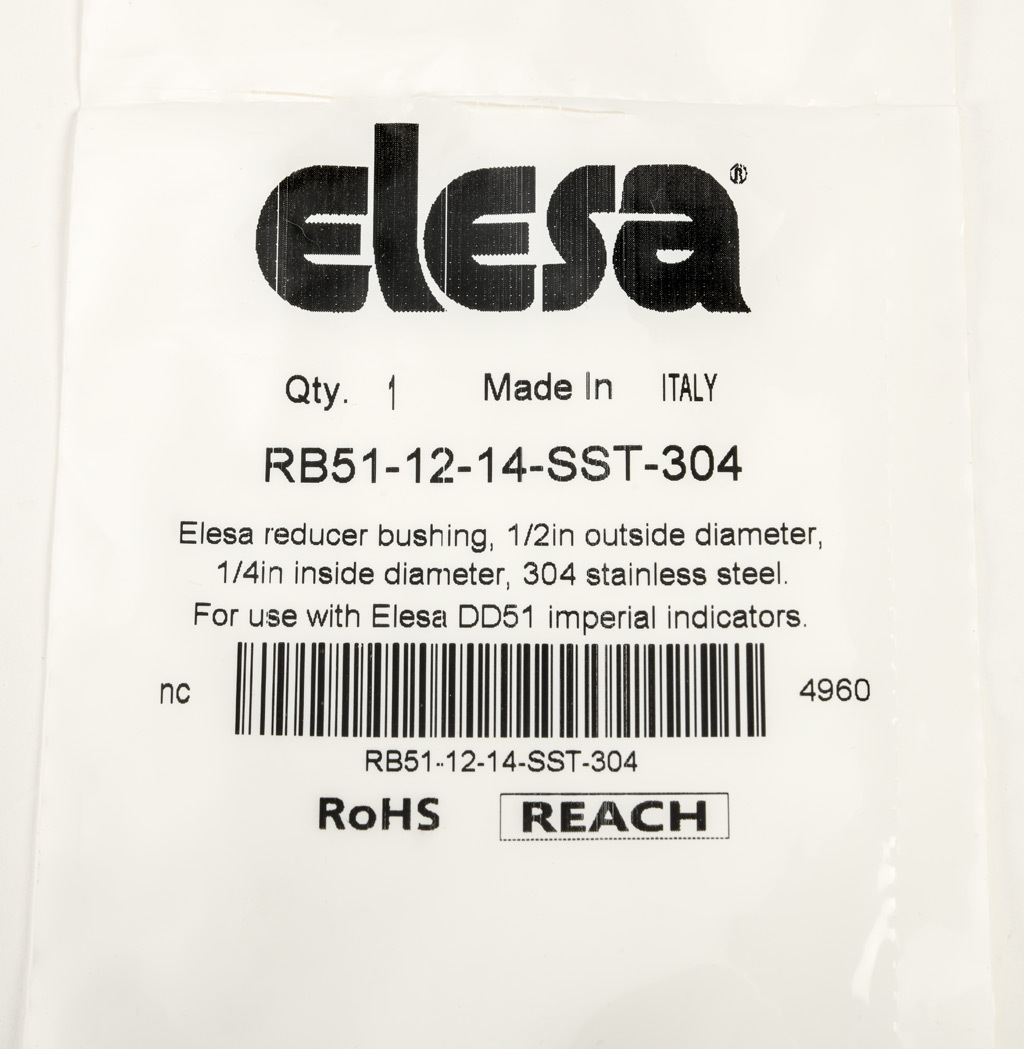 elesa®
Qty. 1 Made In ITALY
RB51-12-14-SST-304
Elesa reducer bushing, 1/2in outside diameter,
1/4in inside diameter, 304 stainless steel.
For use with Elesa DD51 imperial indicators.
nc 4960
RB51-12-14-SST-304
RoHS REACH